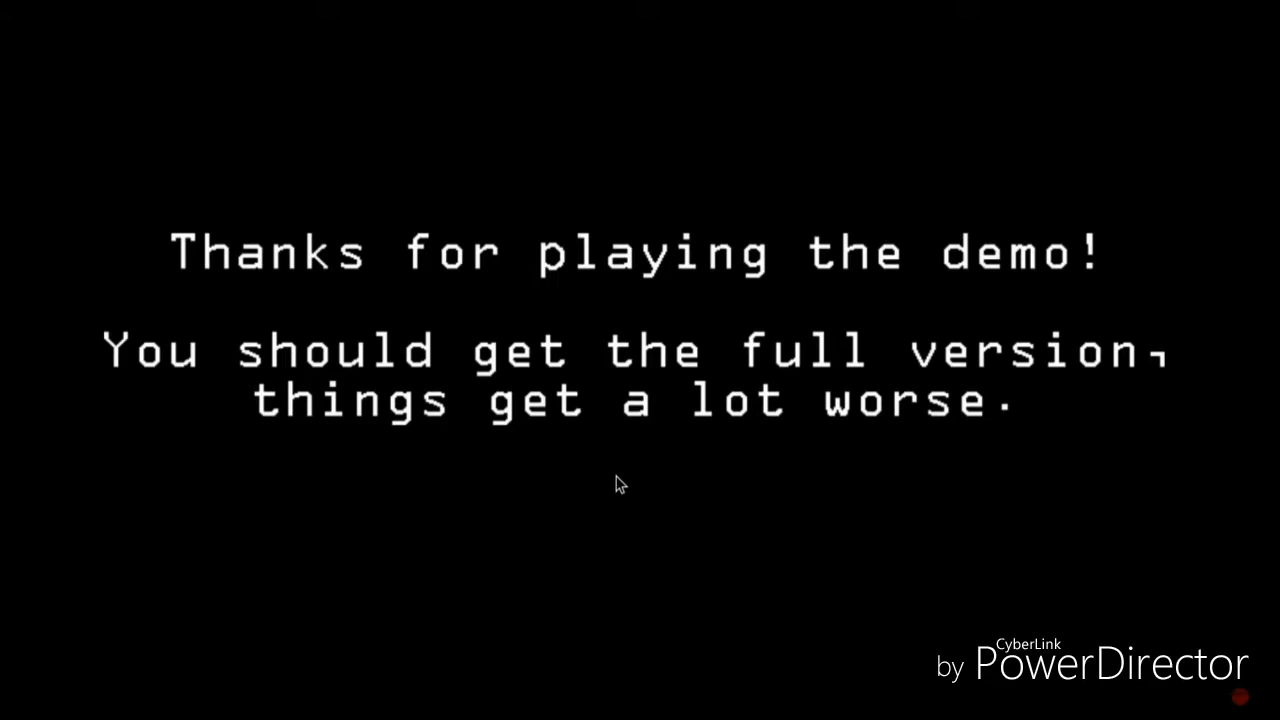 Thanks for playing the demo!
You should get the full version,
things get a lot worse.
CyberLink
by PowerDirector